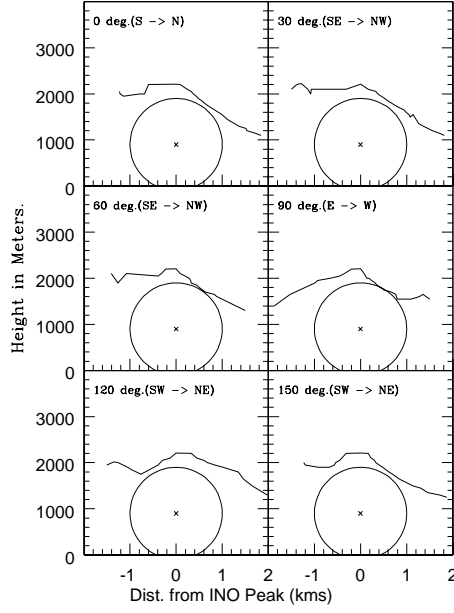 0 deg.(S -> N)
30 deg.(SE -> NW)
3000
2000
1000
0
60 deg.(SE -> NW)
90 deg.(E -> W)
3000
2000
1000
0
Height in Meters.
120 deg.(SW -> NE)
150 deg.(SW -> NE)
3000
2000
1000
0
-1 0 1 2 -1 0 1 2
Dist. from INO Peak (kms)